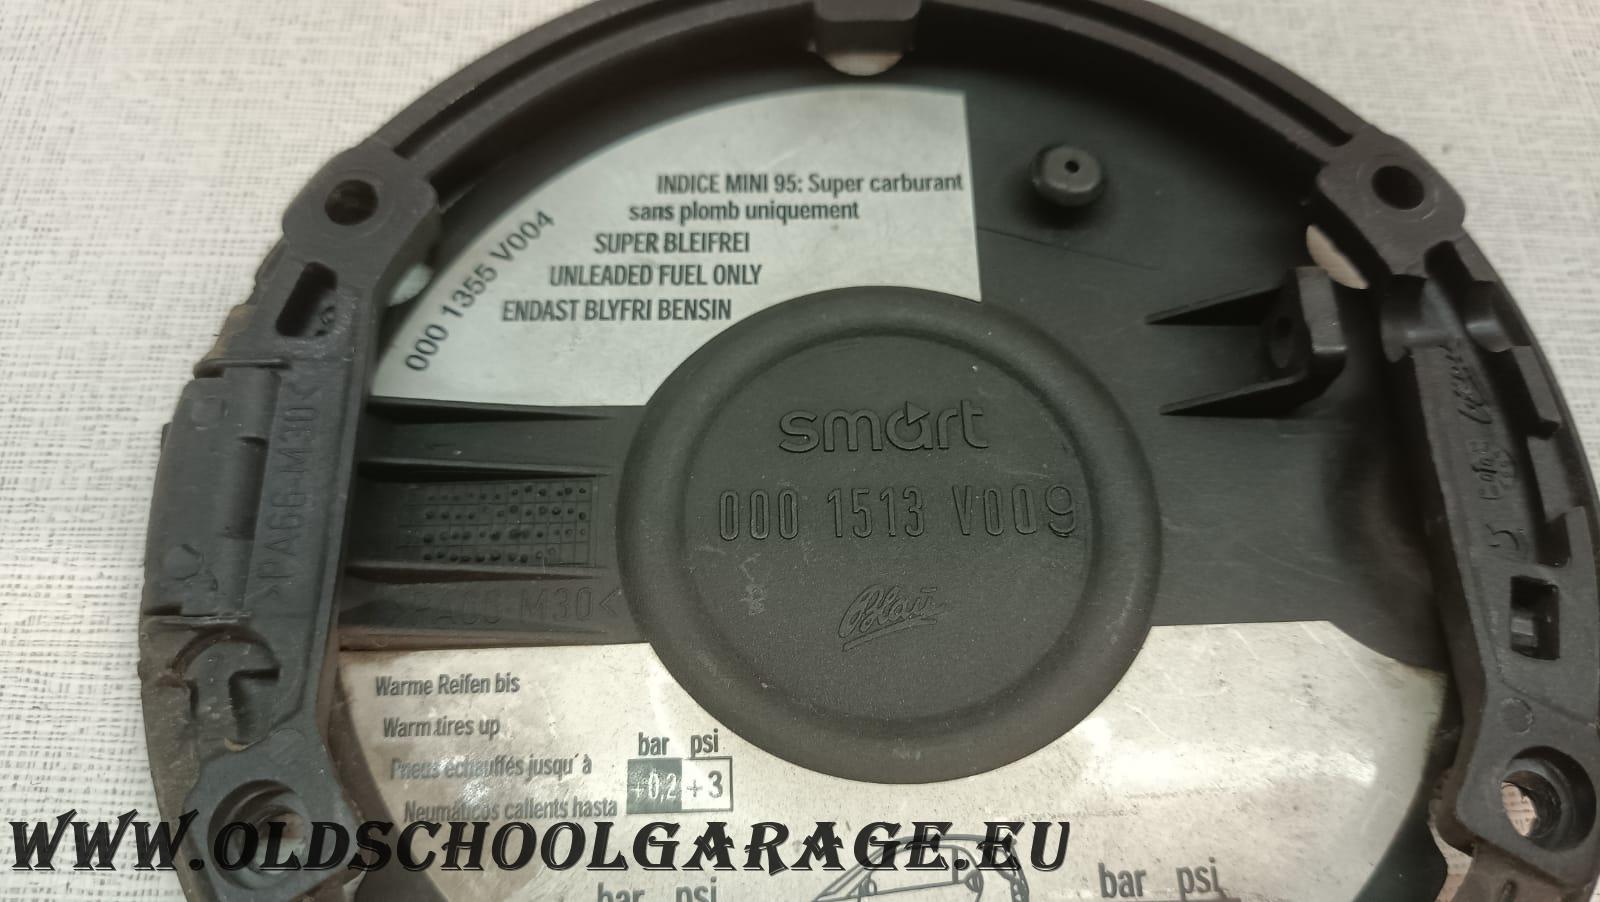 INDICE MINI 95: Super carburant
sans plomb uniquement
SUPER BLEIFREI
UNLEADED FUEL ONLY
ENDAST BLYFRI BENSIN
000 1355 V004
smart
000 1513 V009
>PA66-M30<
>PA66-M30<
Warme Reifen bis
Warm tires up
Pneus échauffés jusqu'à
Neumáticos callents hasta
bar psi
+0,2 +3
bar psi
bar psi
WWW.OLDSCHOOLGARAGE.EU